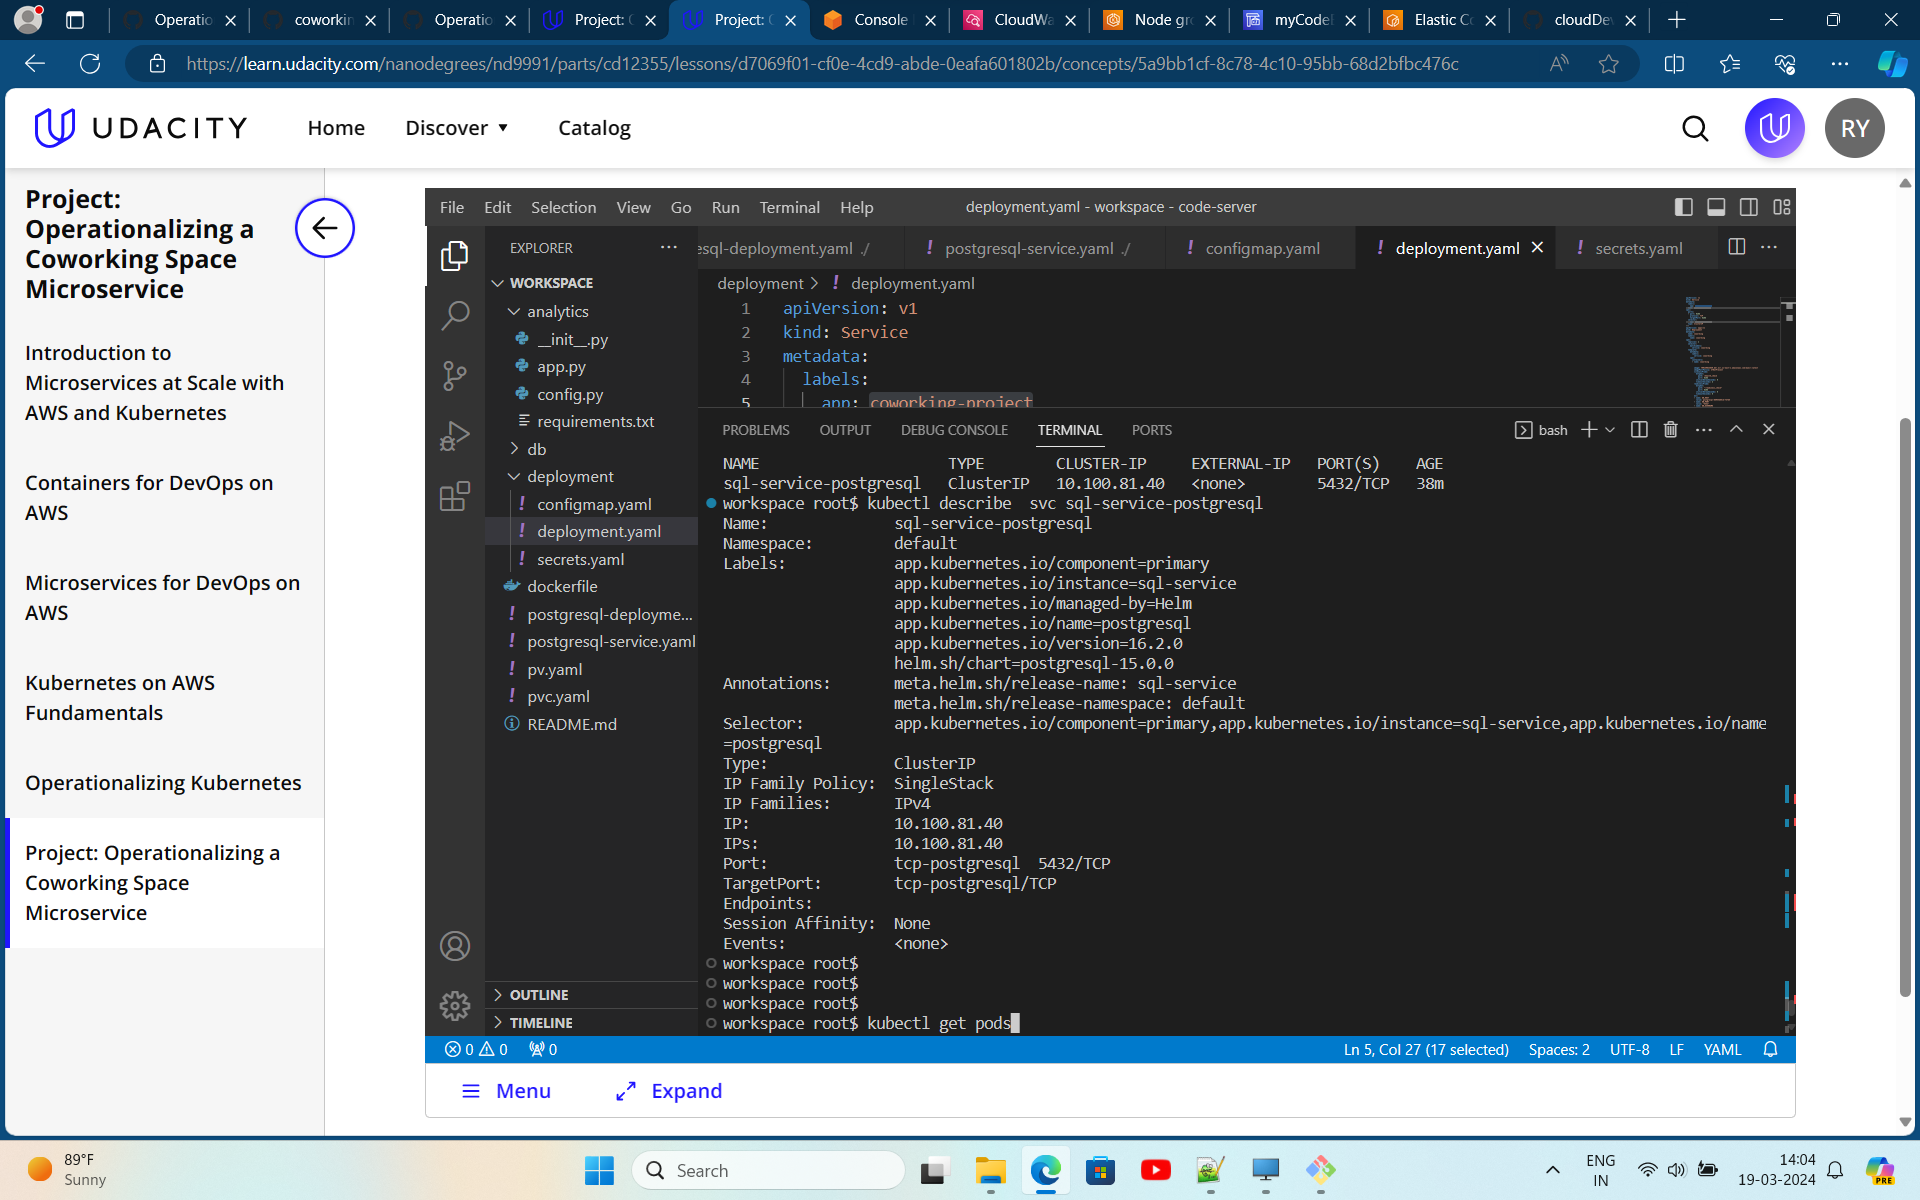 Operatio
coworkin
Operatio
Project: C
Project: C
Console
CloudWa
Node gro
myCodeB
Elastic Co
cloudDev
https://learn.udacity.com/nanodegrees/nd9991/parts/cd12355/lessons/d7069f01-cf0e-4cd9-abde-0eafa601802b/concepts/5a9bb1cf-8c78-4c10-95bb-68d2bfbc476c
UDACITY
Home
Discover
Catalog
RY
Project:
Operationalizing a
Coworking Space
Microservice
Introduction to
Microservices at Scale with
AWS and Kubernetes
Containers for DevOps on
AWS
Microservices for DevOps on
AWS
Kubernetes on AWS
Fundamentals
Operationalizing Kubernetes
Project: Operationalizing a
Coworking Space
Microservice
File Edit Selection View Go Run Terminal Help
deployment.yaml - workspace - code-server
EXPLORER
WORKSPACE
analytics
__init__.py
app.py
config.py
requirements.txt
db
deployment
! configmap.yaml
! deployment.yaml
! secrets.yaml
dockerfile
! postgresql-deployme...
! postgresql-service.yaml
! pv.yaml
! pvc.yaml
README.md
OUTLINE
TIMELINE
esql-deployment.yaml ./
! postgresql-service.yaml ./
! configmap.yaml
! deployment.yaml
! secrets.yaml
deployment > ! deployment.yaml
1 apiVersion: v1
2 kind: Service
3 metadata:
4 labels:
5 app: coworking-project
PROBLEMS OUTPUT DEBUG CONSOLE TERMINAL PORTS
bash
NAME TYPE CLUSTER-IP EXTERNAL-IP PORT(S) AGE
sql-service-postgresql ClusterIP 10.100.81.40 <none> 5432/TCP 38m
workspace root$ kubectl describe  svc sql-service-postgresql
Name: sql-service-postgresql
Namespace: default
Labels: app.kubernetes.io/component=primary
app.kubernetes.io/instance=sql-service
app.kubernetes.io/managed-by=Helm
app.kubernetes.io/name=postgresql
app.kubernetes.io/version=16.2.0
helm.sh/chart=postgresql-15.0.0
Annotations: meta.helm.sh/release-name: sql-service
meta.helm.sh/release-namespace: default
Selector: app.kubernetes.io/component=primary,app.kubernetes.io/instance=sql-service,app.kubernetes.io/name
=postgresql
Type: ClusterIP
IP Family Policy: SingleStack
IP Families: IPv4
IP: 10.100.81.40
IPs: 10.100.81.40
Port: tcp-postgresql  5432/TCP
TargetPort: tcp-postgresql/TCP
Endpoints:
Session Affinity: None
Events: <none>
workspace root$
workspace root$
workspace root$
workspace root$ kubectl get pods
0 0 0
Ln 5, Col 27 (17 selected) Spaces: 2 UTF-8 LF YAML
Menu
Expand
89°F
Sunny
Search
ENG
IN
14:04
19-03-2024
PRE